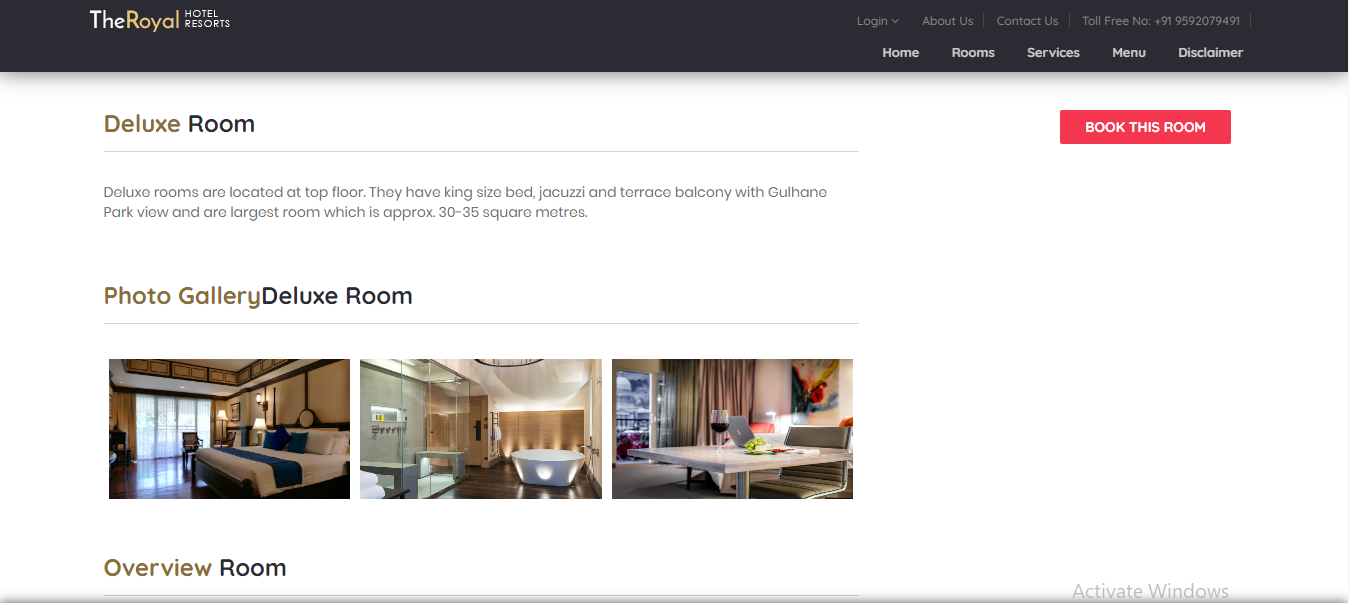 TheRoyal HOTEL
RESORTS
Login About Us Contact Us Toll Free No: +91 9592079491
Home Rooms Services Menu Disclaimer
Deluxe Room
BOOK THIS ROOM
Deluxe rooms are located at top floor. They have king size bed, jacuzzi and terrace balcony with Gulhane
Park view and are largest room which is approx. 30-35 square metres.
Photo GalleryDeluxe Room
Overview Room
Activate Windows